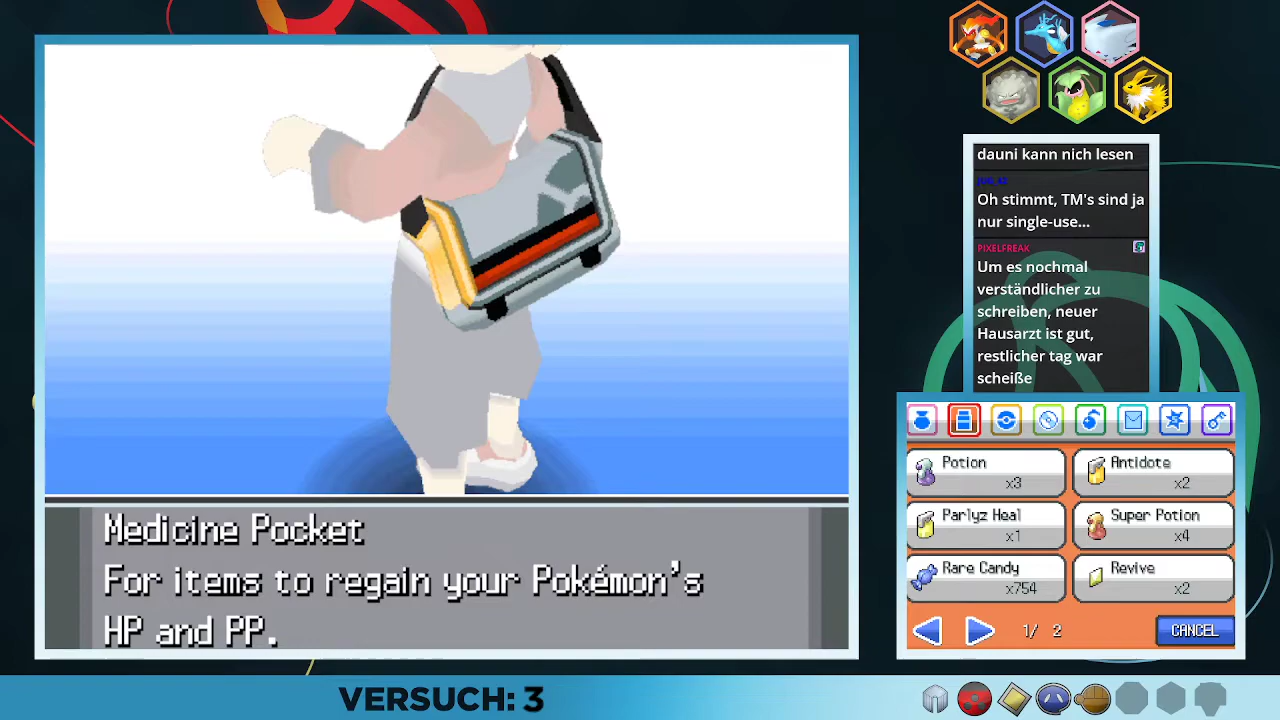 dauni kann nich lesen
Oh stimmt, TM's sind ja
nur single-use...
PIXELFREAK
Um es nochmal
verständlicher zu
schreiben, neuer
Hausarzt ist gut,
restlicher tag war
scheiße
Potion
x3
Antidote
x2
Parlyz Heal
x1
Super Potion
x4
Rare Candy
x754
Revive
x2
1/ 2
CANCEL
Medicine Pocket
For items to regain your Pokémon's
HP and PP.
VERSUCH: 3